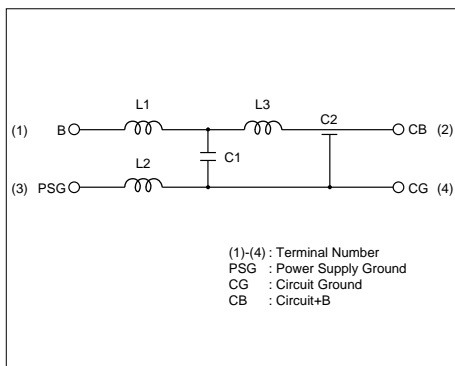 L1 L3 C2
(1) B CB (2)
C1
L2
(3) PSG CG (4)
(1)-(4) : Terminal Number
PSG : Power Supply Ground
CG : Circuit Ground
CB : Circuit+B